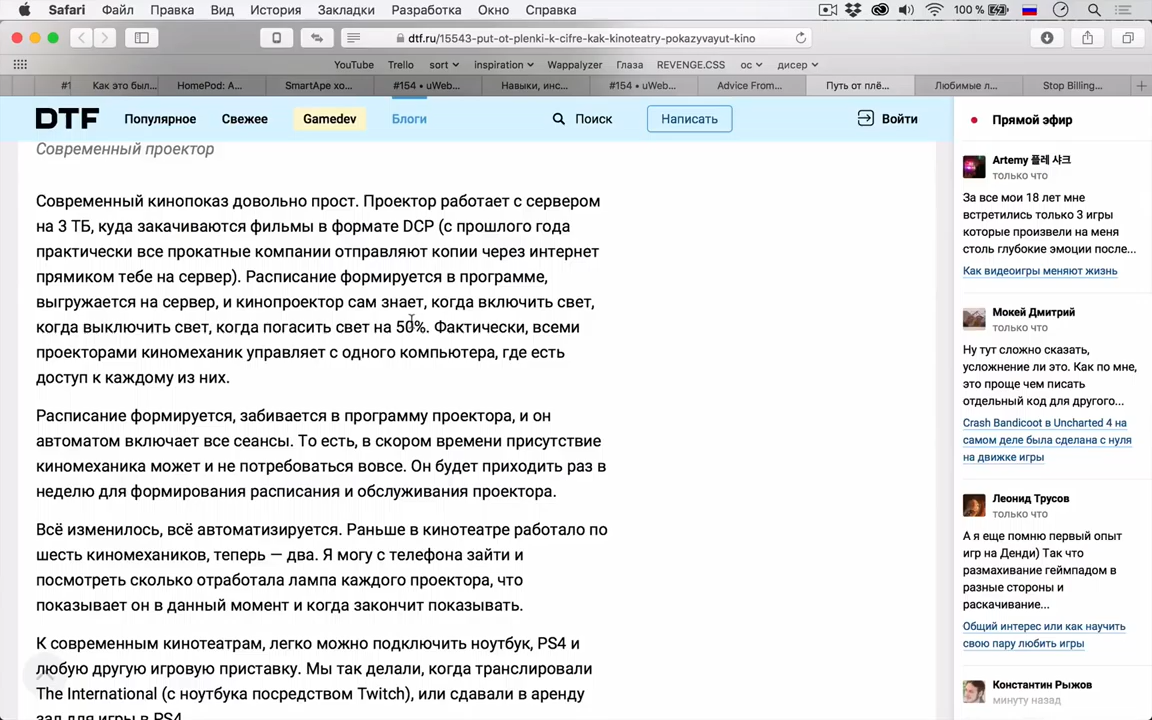 Safari Файл Правка Вид История Закладки Разработка Окно Справка 100 %
dtf.ru/15543-put-ot-plenki-k-cifre-kak-kinoteatry-pokazyvayut-kino
YouTube Trello sort inspiration Wappalyzer Глаза REVENGE.CSS ос дисер
#1 Как это был... HomePod: A... SmartApe xo... #154 • uWeb... Навыки, инс... #154 • uWeb... Advice From... Путь от плё... Любимые л... Stop Billing...
DTF Популярное Свежее Gamedev Блоги Поиск Написать Войти
Современный проектор
Современный кинопоказ довольно прост. Проектор работает с сервером
на 3 ТБ, куда закачиваются фильмы в формате DCP (с прошлого года
практически все прокатные компании отправляют копии через интернет
прямиком тебе на сервер). Расписание формируется в программе,
выгружается на сервер, и кинопроектор сам знает, когда включить свет,
когда выключить свет, когда погасить свет на 50%. Фактически, всеми
проекторами киномеханик управляет с одного компьютера, где есть
доступ к каждому из них.
Расписание формируется, забивается в программу проектора, и он
автоматом включает все сеансы. То есть, в скором времени присутствие
киномеханика может и не потребоваться вовсе. Он будет приходить раз в
неделю для формирования расписания и обслуживания проектора.
Всё изменилось, всё автоматизируется. Раньше в кинотеатре работало по
шесть киномехаников, теперь — два. Я могу с телефона зайти и
посмотреть сколько отработала лампа каждого проектора, что
показывает он в данный момент и когда закончит показывать.
К современным кинотеатрам, легко можно подключить ноутбук, PS4 и
любую другую игровую приставку. Мы так делали, когда транслировали
The International (с ноутбука посредством Twitch), или сдавали в аренду
зал для игры в PS4
Прямой эфир
Artemy 플레 샤크
только что
За все мои 18 лет мне
встретились только 3 игры
которые произвели на меня
столь глубокие эмоции после...
Как видеоигры меняют жизнь
Мокей Дмитрий
только что
Ну тут сложно сказать,
усложнение ли это. Как по мне,
это проще чем писать
отдельный код для другого...
Crash Bandicoot в Uncharted 4 на
самом деле была сделана с нуля
на движке игры
Леонид Трусов
только что
А я еще помню первый опыт
игр на Денди) Так что
размахивание геймпадом в
разные стороны и
раскачивание...
Общий интерес или как научить
свою пару любить игры
Константин Рыжов
минуту назад